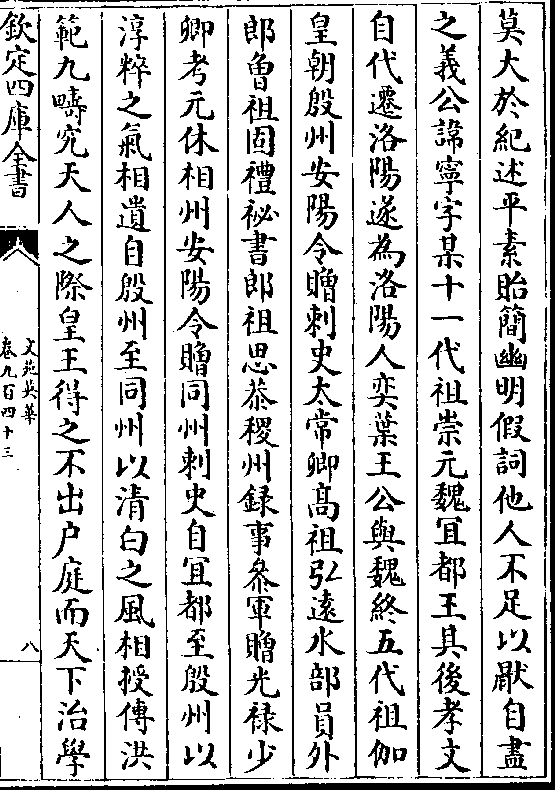 莫大於紀述平素貽簡幽明假詞他人不足以厭自盡
之義公諱寧字某十一代祖崇元魏冝都王其後孝文
自代遷洛陽遂為洛陽人奕葉王公與魏終五代祖伽
皇朝殷州安陽令贈刺史太常卿髙祖弘逺水部員外
郎魯祖固禮祕書郎祖思恭稷州録事叅軍贈光禄少
卿考元休相州安陽令贈同州刺史自冝都至殷州以
淳粹之氣相遺自殷州至同州以清白之風相授傳洪
範九疇究天人之際皇王得之不出户庭而天下治學
欽定四庫全書
文苑英華
卷九百四十三
八